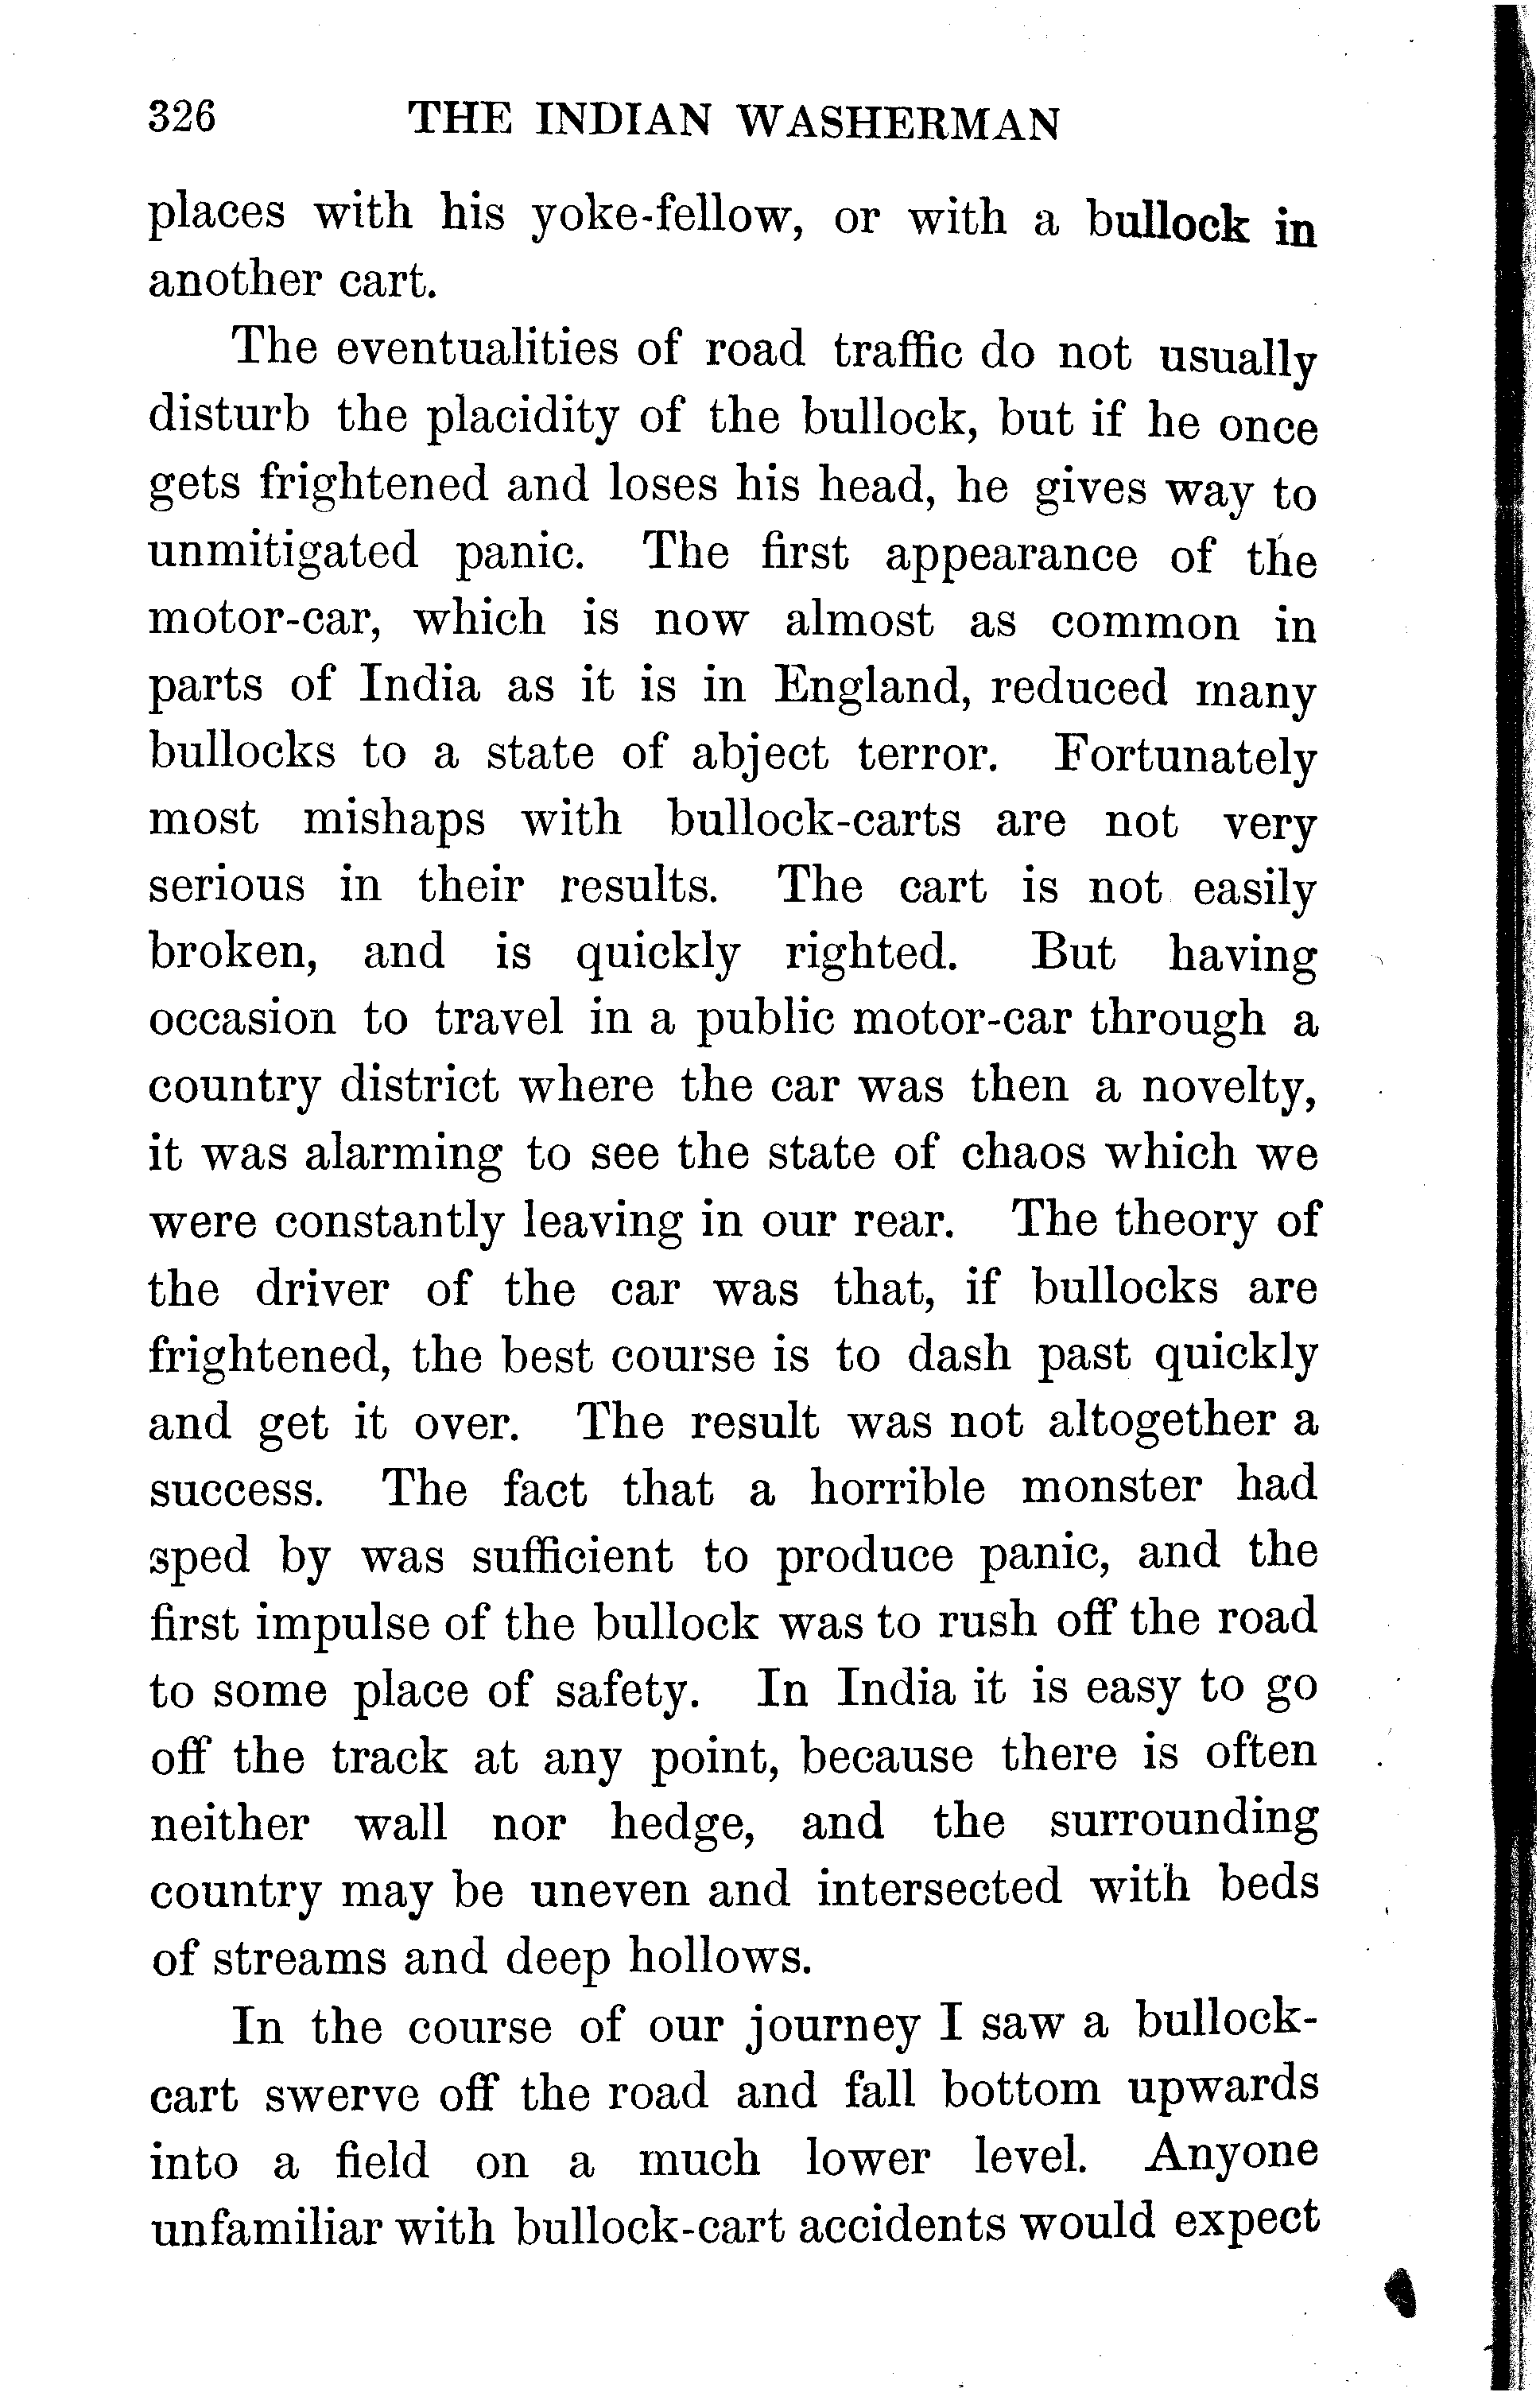 326 THE INDIAN WASHERMAN
places with his yoke-fellow, or with a bullock in
another cart.
The eventualities of road traffic do not usually
disturb the placidity of the bullock, but if he once
gets frightened and loses his head, he gives way to
unmitigated panic. The first appearance of the
motor-car, which is now almost as common in
parts of India as it is in England, reduced many
bullocks to a state of abject terror. Fortunately
most mishaps with bullock-carts are not very
serious in their results. The cart is not easily
broken, and is quickly righted. But having
occasion to travel in a public motor-car through a
country district where the car was then a novelty,
it was alarming to see the state of chaos which we
were constantly leaving in our rear. The theory of
the driver of the car was that, if bullocks are
frightened, the best course is to dash past quickly
and get it over. The result was not altogether a
success. The fact that a horrible monster had
sped by was sufficient to produce panic, and the
first impulse of the bullock was to rush off the road
to some place of safety. In India it is easy to go
off the track at any point, because there is often
neither wall nor hedge, and the surrounding
country may be uneven and intersected with beds
of streams and deep hollows.
In the course of our journey I saw a bullock-
cart swerve off the road and fall bottom upwards
into a field on a much lower level. Anyone
unfamiliar with bullock-cart accidents would expect